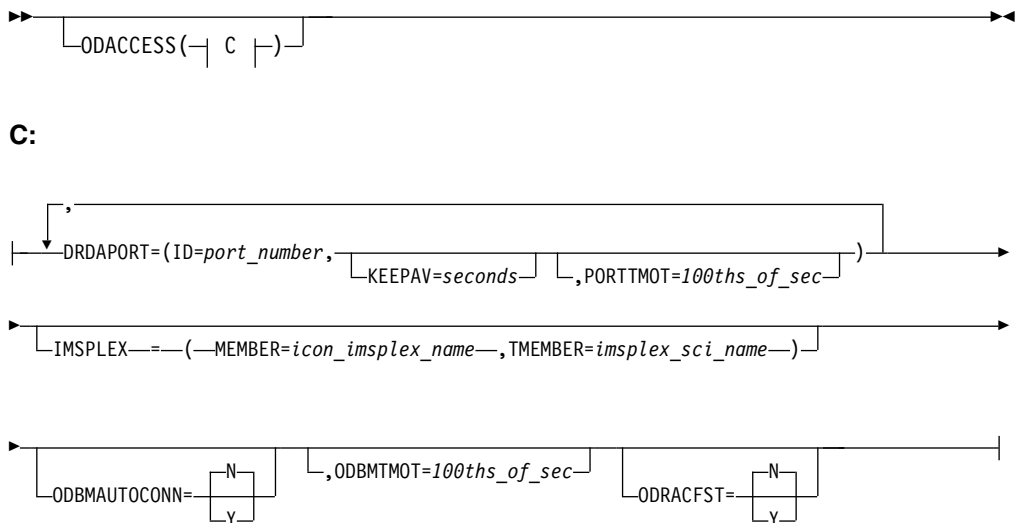 ODACCESS( C )
C:
,
DRDAPORT=(ID=port_number, )
KEEPAV=seconds ,PORTTMOT=100ths_of_sec
IMSPLEX = ( MEMBER=icon_imsplex_name ,TMEMBER=imsplex_sci_name )
N N
ODBMAUTOCONN= ,ODBMTMOT=100ths_of_sec ODRACFST=
Y Y